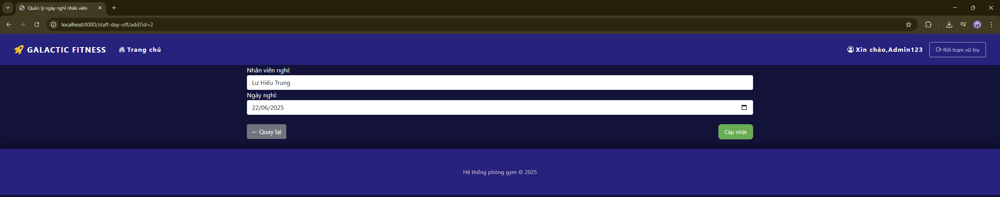 Quản lý ngày nghỉ nhân viên
localhost:8080/staff-day-off/add?id=2
GALACTIC FITNESS Trang chủ Xin chào,Admin123 Rời trạm vũ trụ
Nhân viên nghỉ:
Lư Hiếu Trung
Ngày nghỉ:
22/06/2025
← Quay lại Cập nhật
Hệ thống phòng gym © 2025